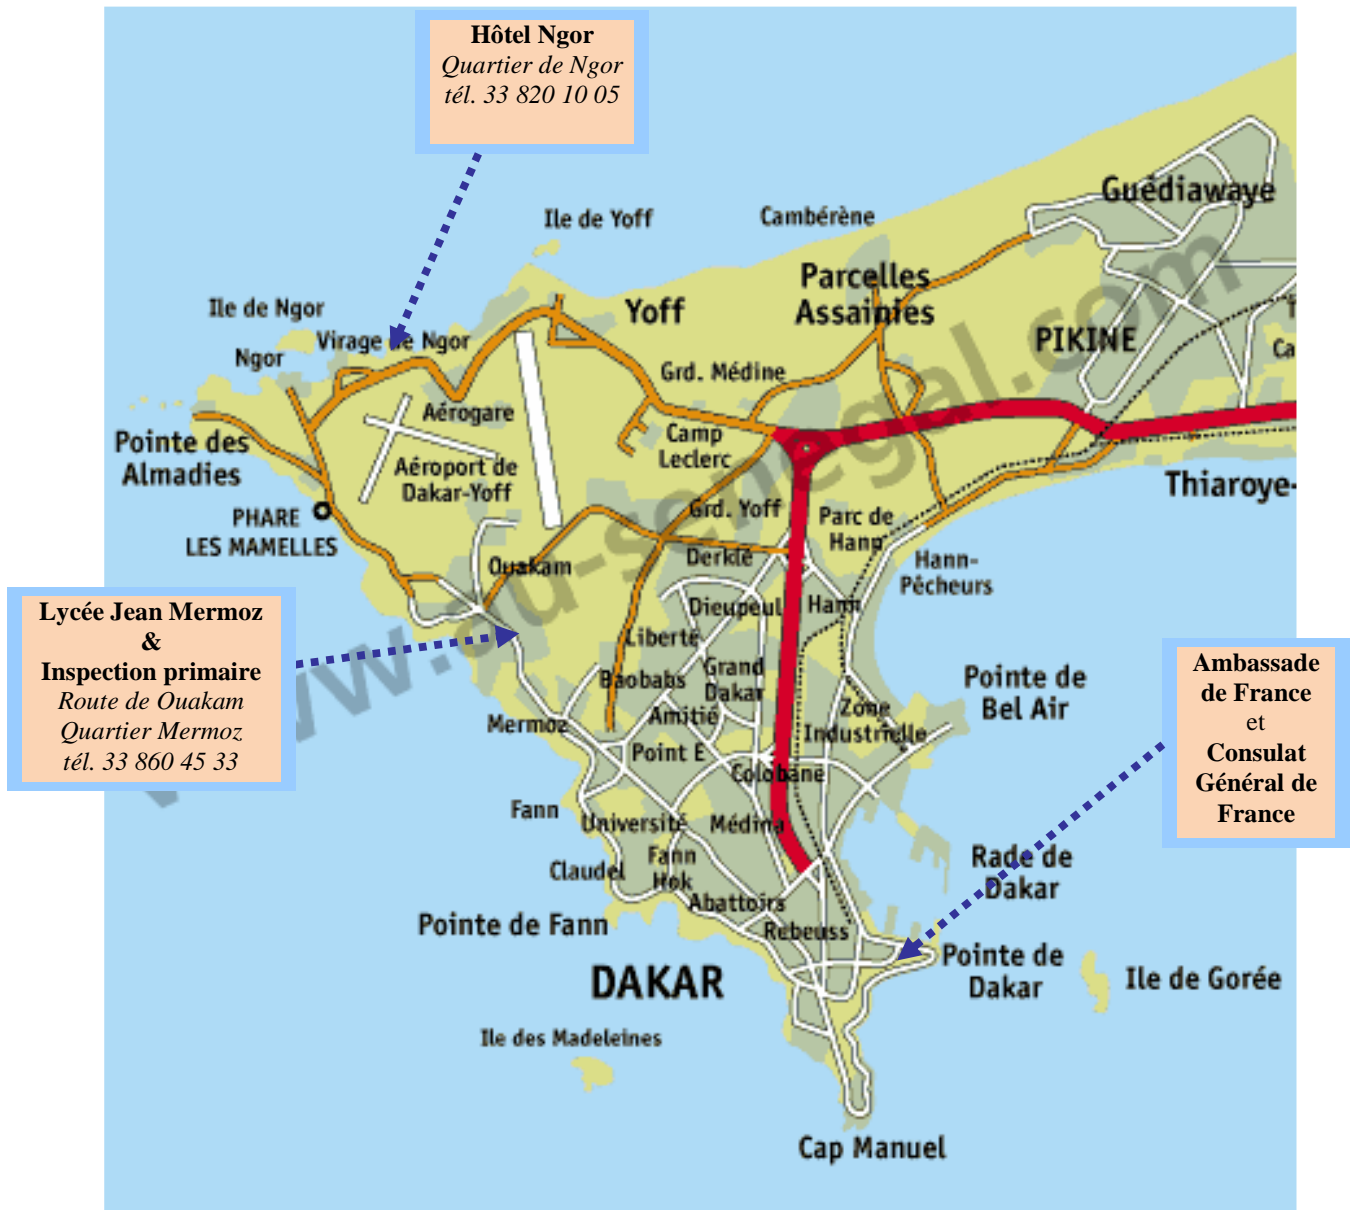 Hôtel Ngor
Quartier de Ngor
tél. 33 820 10 05
Ile de Yoff
Cambérène
Guédiawaye
Parcelles
Assainies
Ile de Ngor
Yoff
Virage de Ngor
PIKINE
Ngor
Ca
Grd. Médine
Aérogare
Pointe des
Almadies
Camp
Leclerc
Aéroport de
Dakar-Yoff
Thiaroye-
PHARE
LES MAMELLES
Grd. Yoff
Parc de
Hann
Derklé
Hann-
Pêcheurs
Ouakam
Dieupeul
Hann
Lycée Jean Mermoz
&
Inspection primaire
Route de Ouakam
Quartier Mermoz
tél. 33 860 45 33
Liberté
Grand
Dakar
Baobabs
Pointe de
Bel Air
Ambassade
de France
et
Consulat
Général de
France
Amitié
Zone
Industrielle
Mermoz
Point E
Colobane
Fann
Université
Médina
Rade de
Dakar
Claudel
Fann
Hok
Abattoirs
Pointe de Fann
Rebeuss
DAKAR
Pointe de
Dakar
Ile de Gorée
Ile des Madeleines
Cap Manuel
www.au-senegal.com